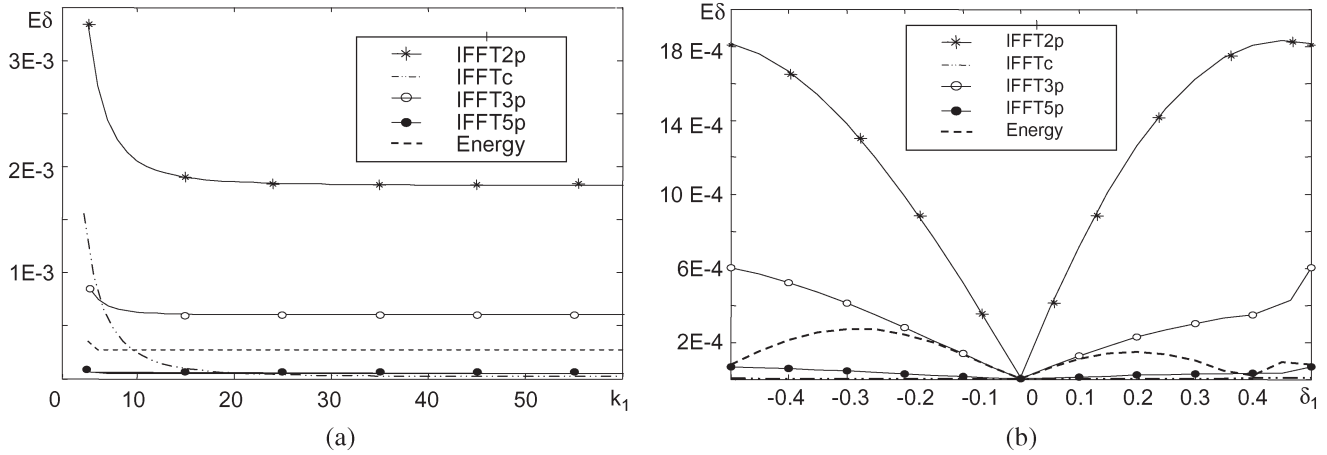 Eδ
3E-3
2E-3
1E-3
0
10
20
30
40
50
k1
IFFT2p
IFFTc
IFFT3p
IFFT5p
Energy
(a)
Eδ
18 E-4
14 E-4
10 E-4
6 E-4
2E-4
-0.4
-0.3
-0.2
-0.1
0
0.1
0.2
0.3
0.4
δ1
IFFT2p
IFFTc
IFFT3p
IFFT5p
Energy
(b)